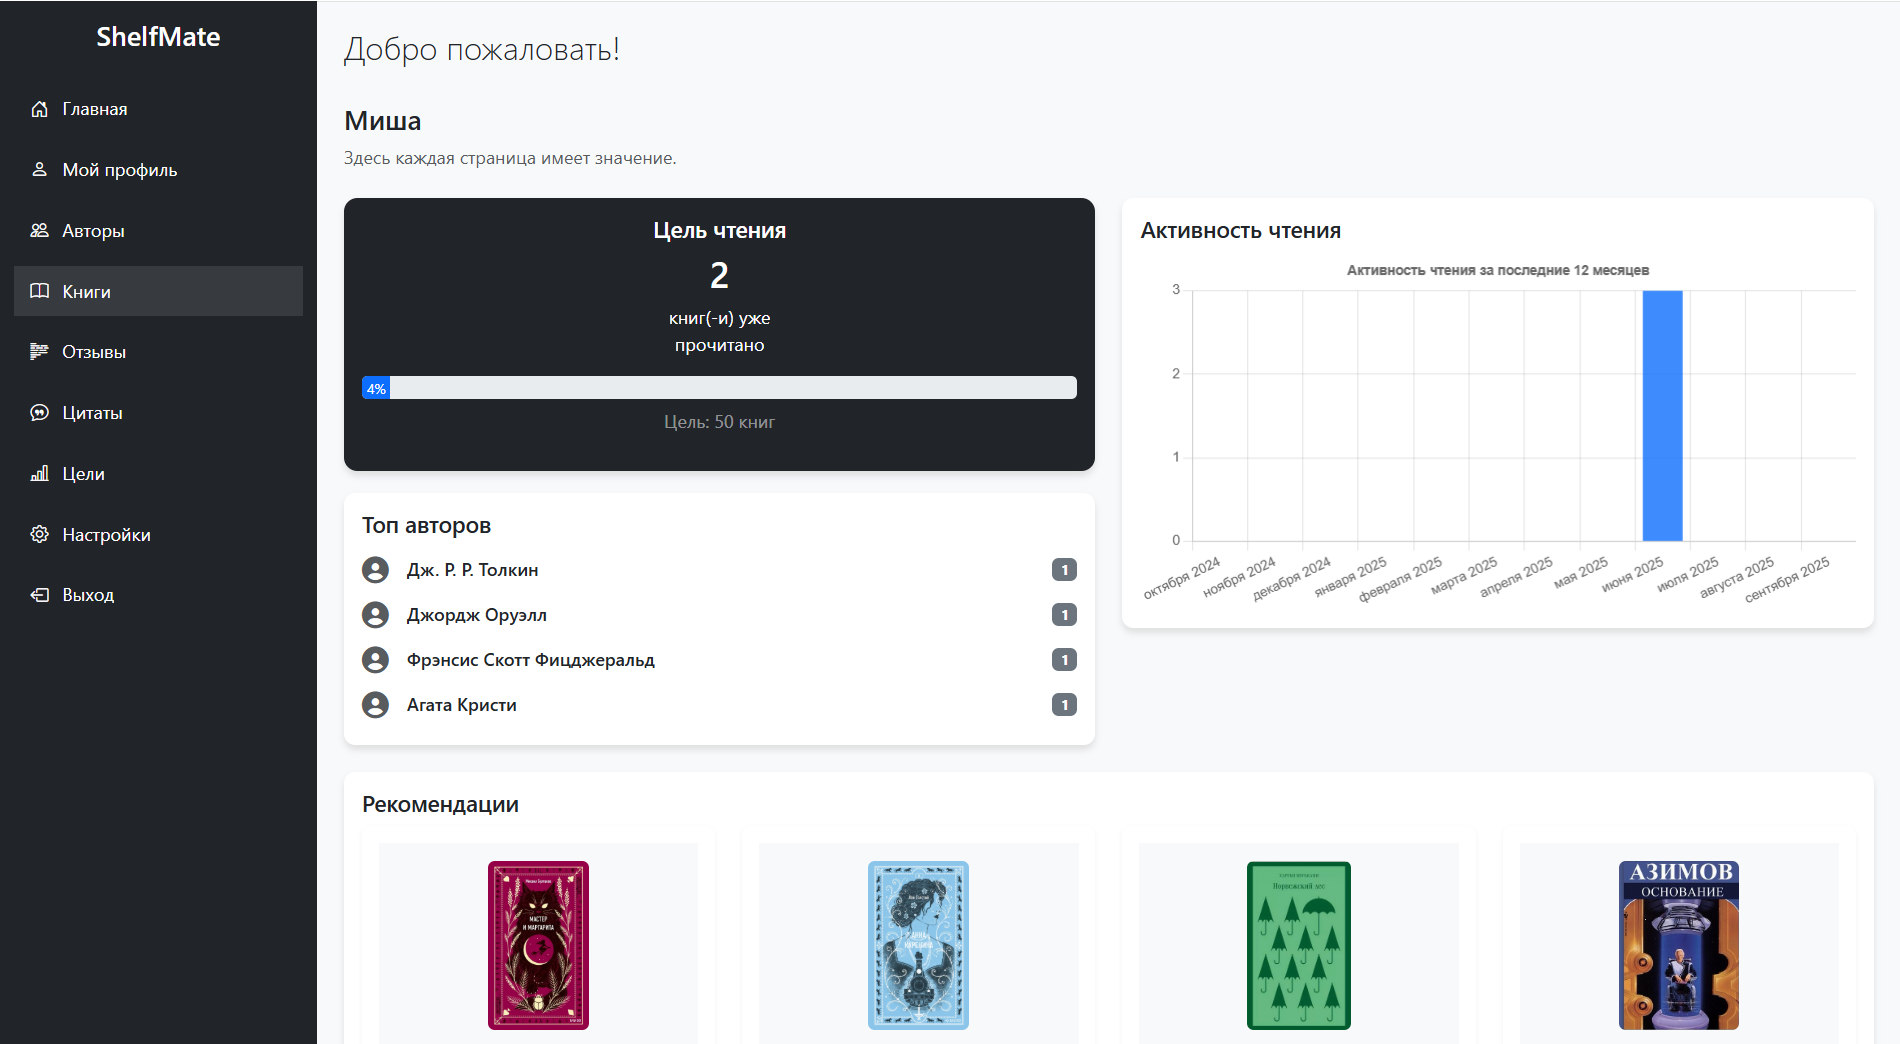 ShelfMate
Главная
Мой профиль
Авторы
Книги
Отзывы
Цитаты
Цели
Настройки
Выход
Добро пожаловать!
Миша
Здесь каждая страница имеет значение.
Цель чтения
2
книг(-и) уже
прочитано
4%
Цель: 50 книг
Топ авторов
Дж. Р. Р. Толкин 1
Джордж Оруэлл 1
Фрэнсис Скотт Фицджеральд 1
Агата Кристи 1
Активность чтения
Активность чтения за последние 12 месяцев
3
2
1
0
октября 2024
ноября 2024
декабря 2024
января 2025
февраля 2025
марта 2025
апреля 2025
мая 2025
июня 2025
июля 2025
августа 2025
сентября 2025
Рекомендации
МАСТЕР
И МАРГАРИТА
Норвежский лес
АЗИМОВ
ОСНОВАНИЕ